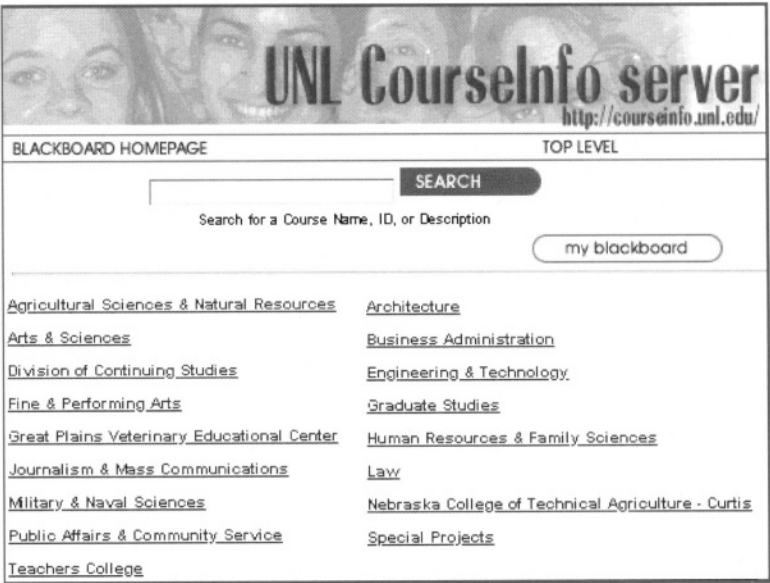 UNL CourseInfo server
http://courseinfo.unl.edu/
BLACKBOARD HOMEPAGE TOP LEVEL
SEARCH
Search for a Course Name, ID, or Description
my blackboard
Agricultural Sciences & Natural Resources
Arts & Sciences
Division of Continuing Studies
Fine & Performing Arts
Great Plains Veterinary Educational Center
Journalism & Mass Communications
Military & Naval Sciences
Public Affairs & Community Service
Teachers College
Architecture
Business Administration
Engineering & Technology
Graduate Studies
Human Resources & Family Sciences
Law
Nebraska College of Technical Agriculture - Curtis
Special Projects